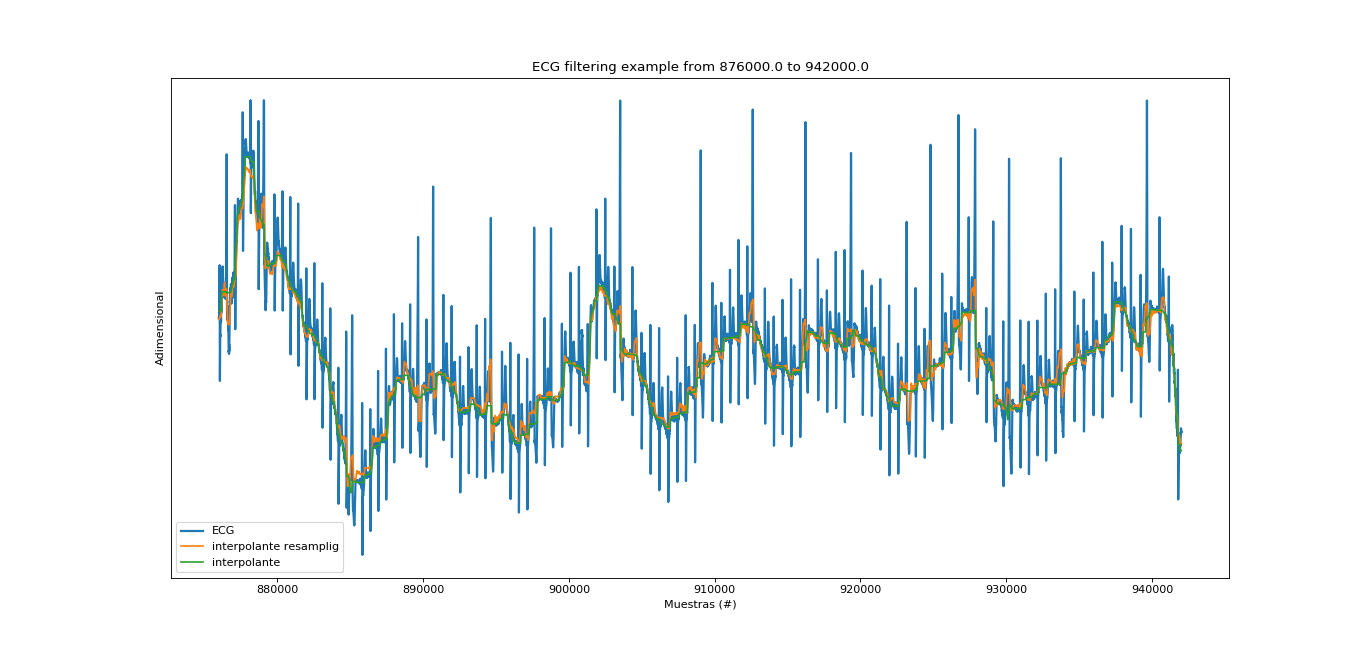 ECG filtering example from 876000.0 to 942000.0
Adimensional
ECG
interpolante resamplig
interpolante
880000 890000 900000 910000 920000 930000 940000
Muestras (#)